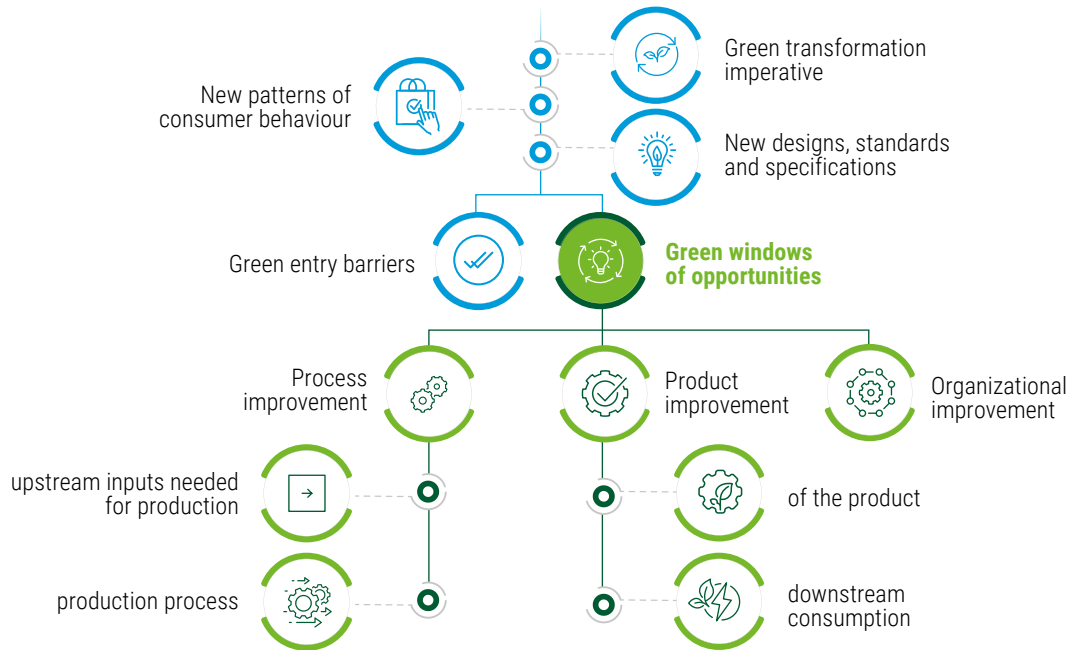 Green transformation
imperative
New patterns of
consumer behaviour
New designs, standards
and specifications
Green entry barriers
Green windows
of opportunities
Process
improvement
Product
improvement
Organizational
improvement
upstream inputs needed
for production
of the product
production process
downstream
consumption